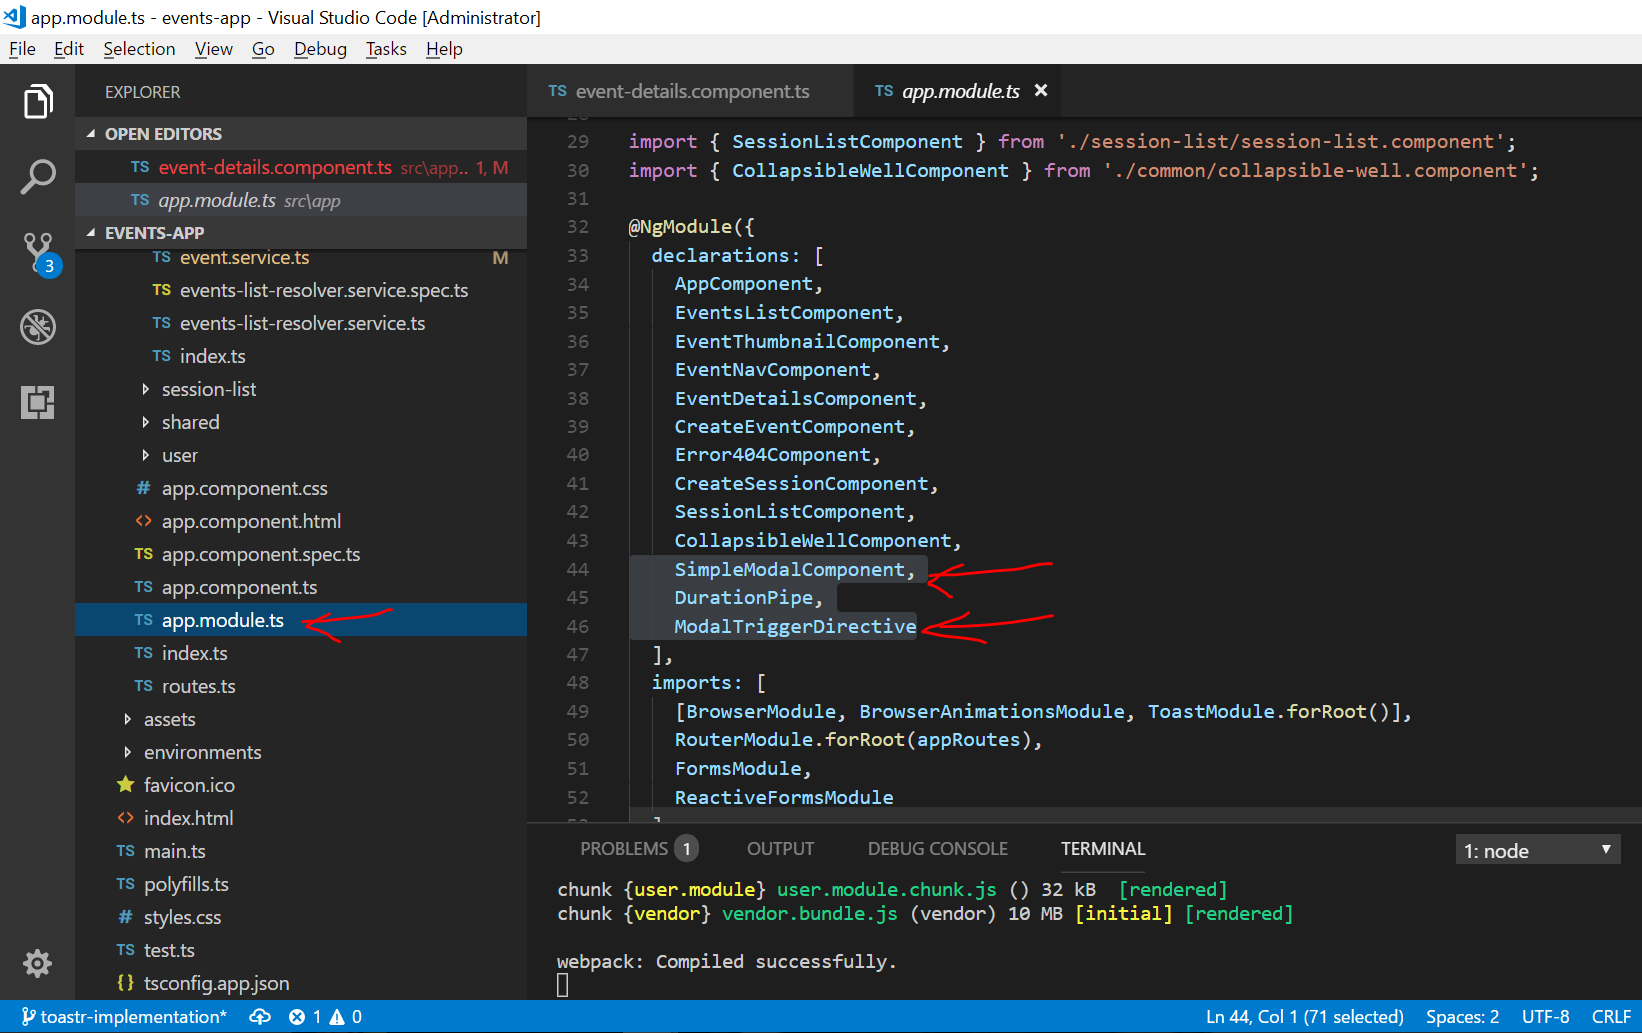 app.module.ts - events-app - Visual Studio Code [Administrator]
File Edit Selection View Go Debug Tasks Help
EXPLORER
OPEN EDITORS
TS event-details.component.ts src\app.. 1, M
TS app.module.ts src\app
EVENTS-APP
TS event.service.ts M
TS events-list-resolver.service.spec.ts
TS events-list-resolver.service.ts
TS index.ts
session-list
shared
user
# app.component.css
<> app.component.html
TS app.component.spec.ts
TS app.component.ts
TS app.module.ts
TS index.ts
TS routes.ts
assets
environments
favicon.ico
<> index.html
TS main.ts
TS polyfills.ts
# styles.css
TS test.ts
{} tsconfig.app.json
3
TS event-details.component.ts TS app.module.ts ×
29 import { SessionListComponent } from './session-list/session-list.component';
30 import { CollapsibleWellComponent } from './common/collapsible-well.component';
31
32 @NgModule({
33 declarations: [
34 AppComponent,
35 EventsListComponent,
36 EventThumbnailComponent,
37 EventNavComponent,
38 EventDetailsComponent,
39 CreateEventComponent,
40 Error404Component,
41 CreateSessionComponent,
42 SessionListComponent,
43 CollapsibleWellComponent,
44 SimpleModalComponent,
45 DurationPipe,
46 ModalTriggerDirective
47 ],
48 imports: [
49 [BrowserModule, BrowserAnimationsModule, ToastModule.forRoot()],
50 RouterModule.forRoot(appRoutes),
51 FormsModule,
52 ReactiveFormsModule
PROBLEMS 1 OUTPUT DEBUG CONSOLE TERMINAL 1: node
chunk {user.module} user.module.chunk.js () 32 kB [rendered]
chunk {vendor} vendor.bundle.js (vendor) 10 MB [initial] [rendered]
webpack: Compiled successfully.
toastr-implementation* 1 0 Ln 44, Col 1 (71 selected) Spaces: 2 UTF-8 CRLF